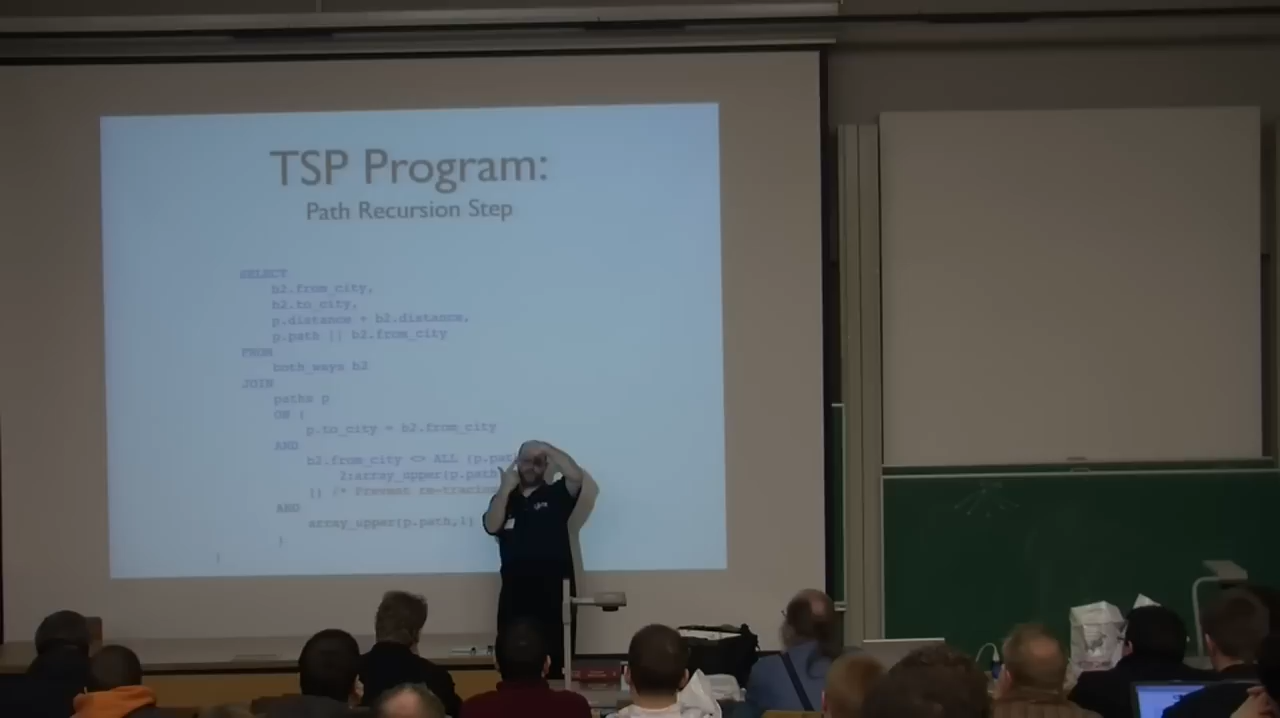 TSP Program:
Path Recursion Step
SELECT
b2.from_city,
b2.to_city,
p.distance + b2.distance,
p.path || b2.from_city
FROM
both_ways b2
JOIN
paths p
ON (
p.to_city = b2.from_city
AND
b2.from_city <> ALL (p.path
2:array_upper(p.path
]) /* Prevent re-tracing
AND
array_upper(p.path,1)
)
)